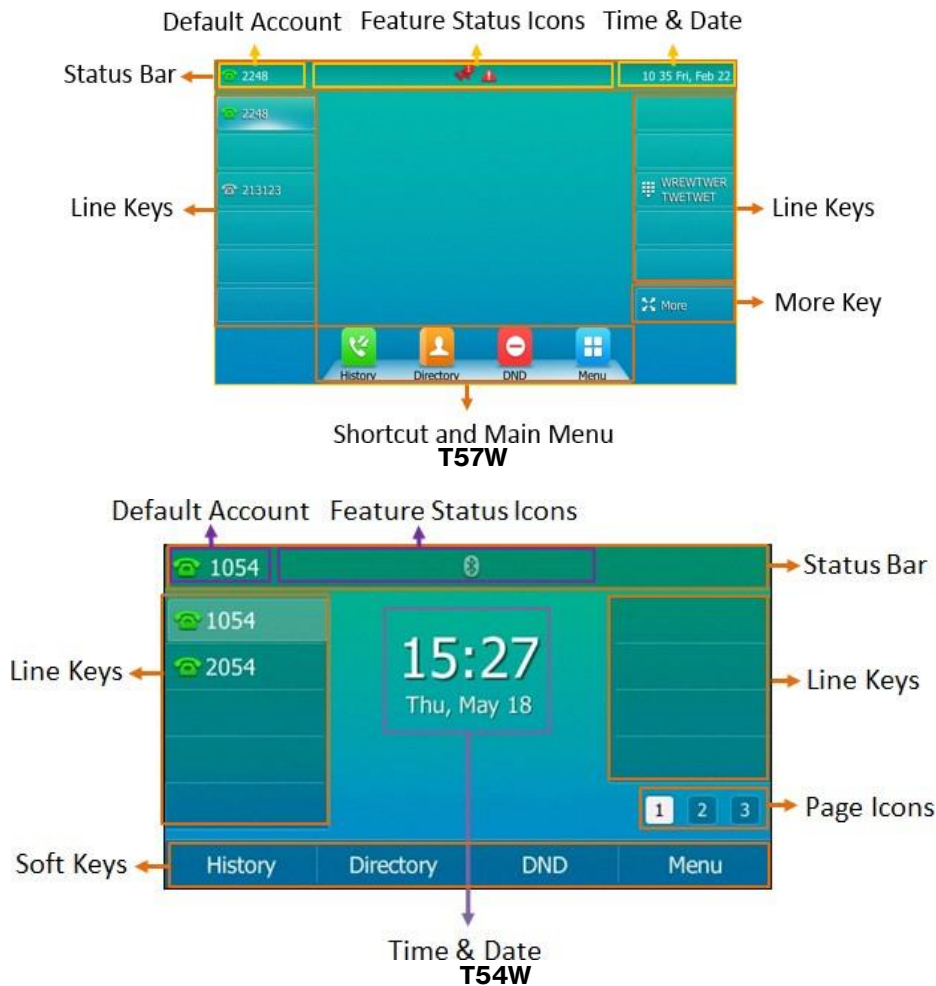 Default Account Feature Status Icons Time & Date
Status Bar
2248
10 35 Fri, Feb 22
2248
213123
WREWTWER
TWETWET
Line Keys
Line Keys
More
More Key
History Directory DND Menu
Shortcut and Main Menu
T57W
Default Account Feature Status Icons
1054
Status Bar
1054
2054
15:27
Thu, May 18
Line Keys
Line Keys
1 2 3
Page Icons
Soft Keys
History Directory DND Menu
Time & Date
T54W